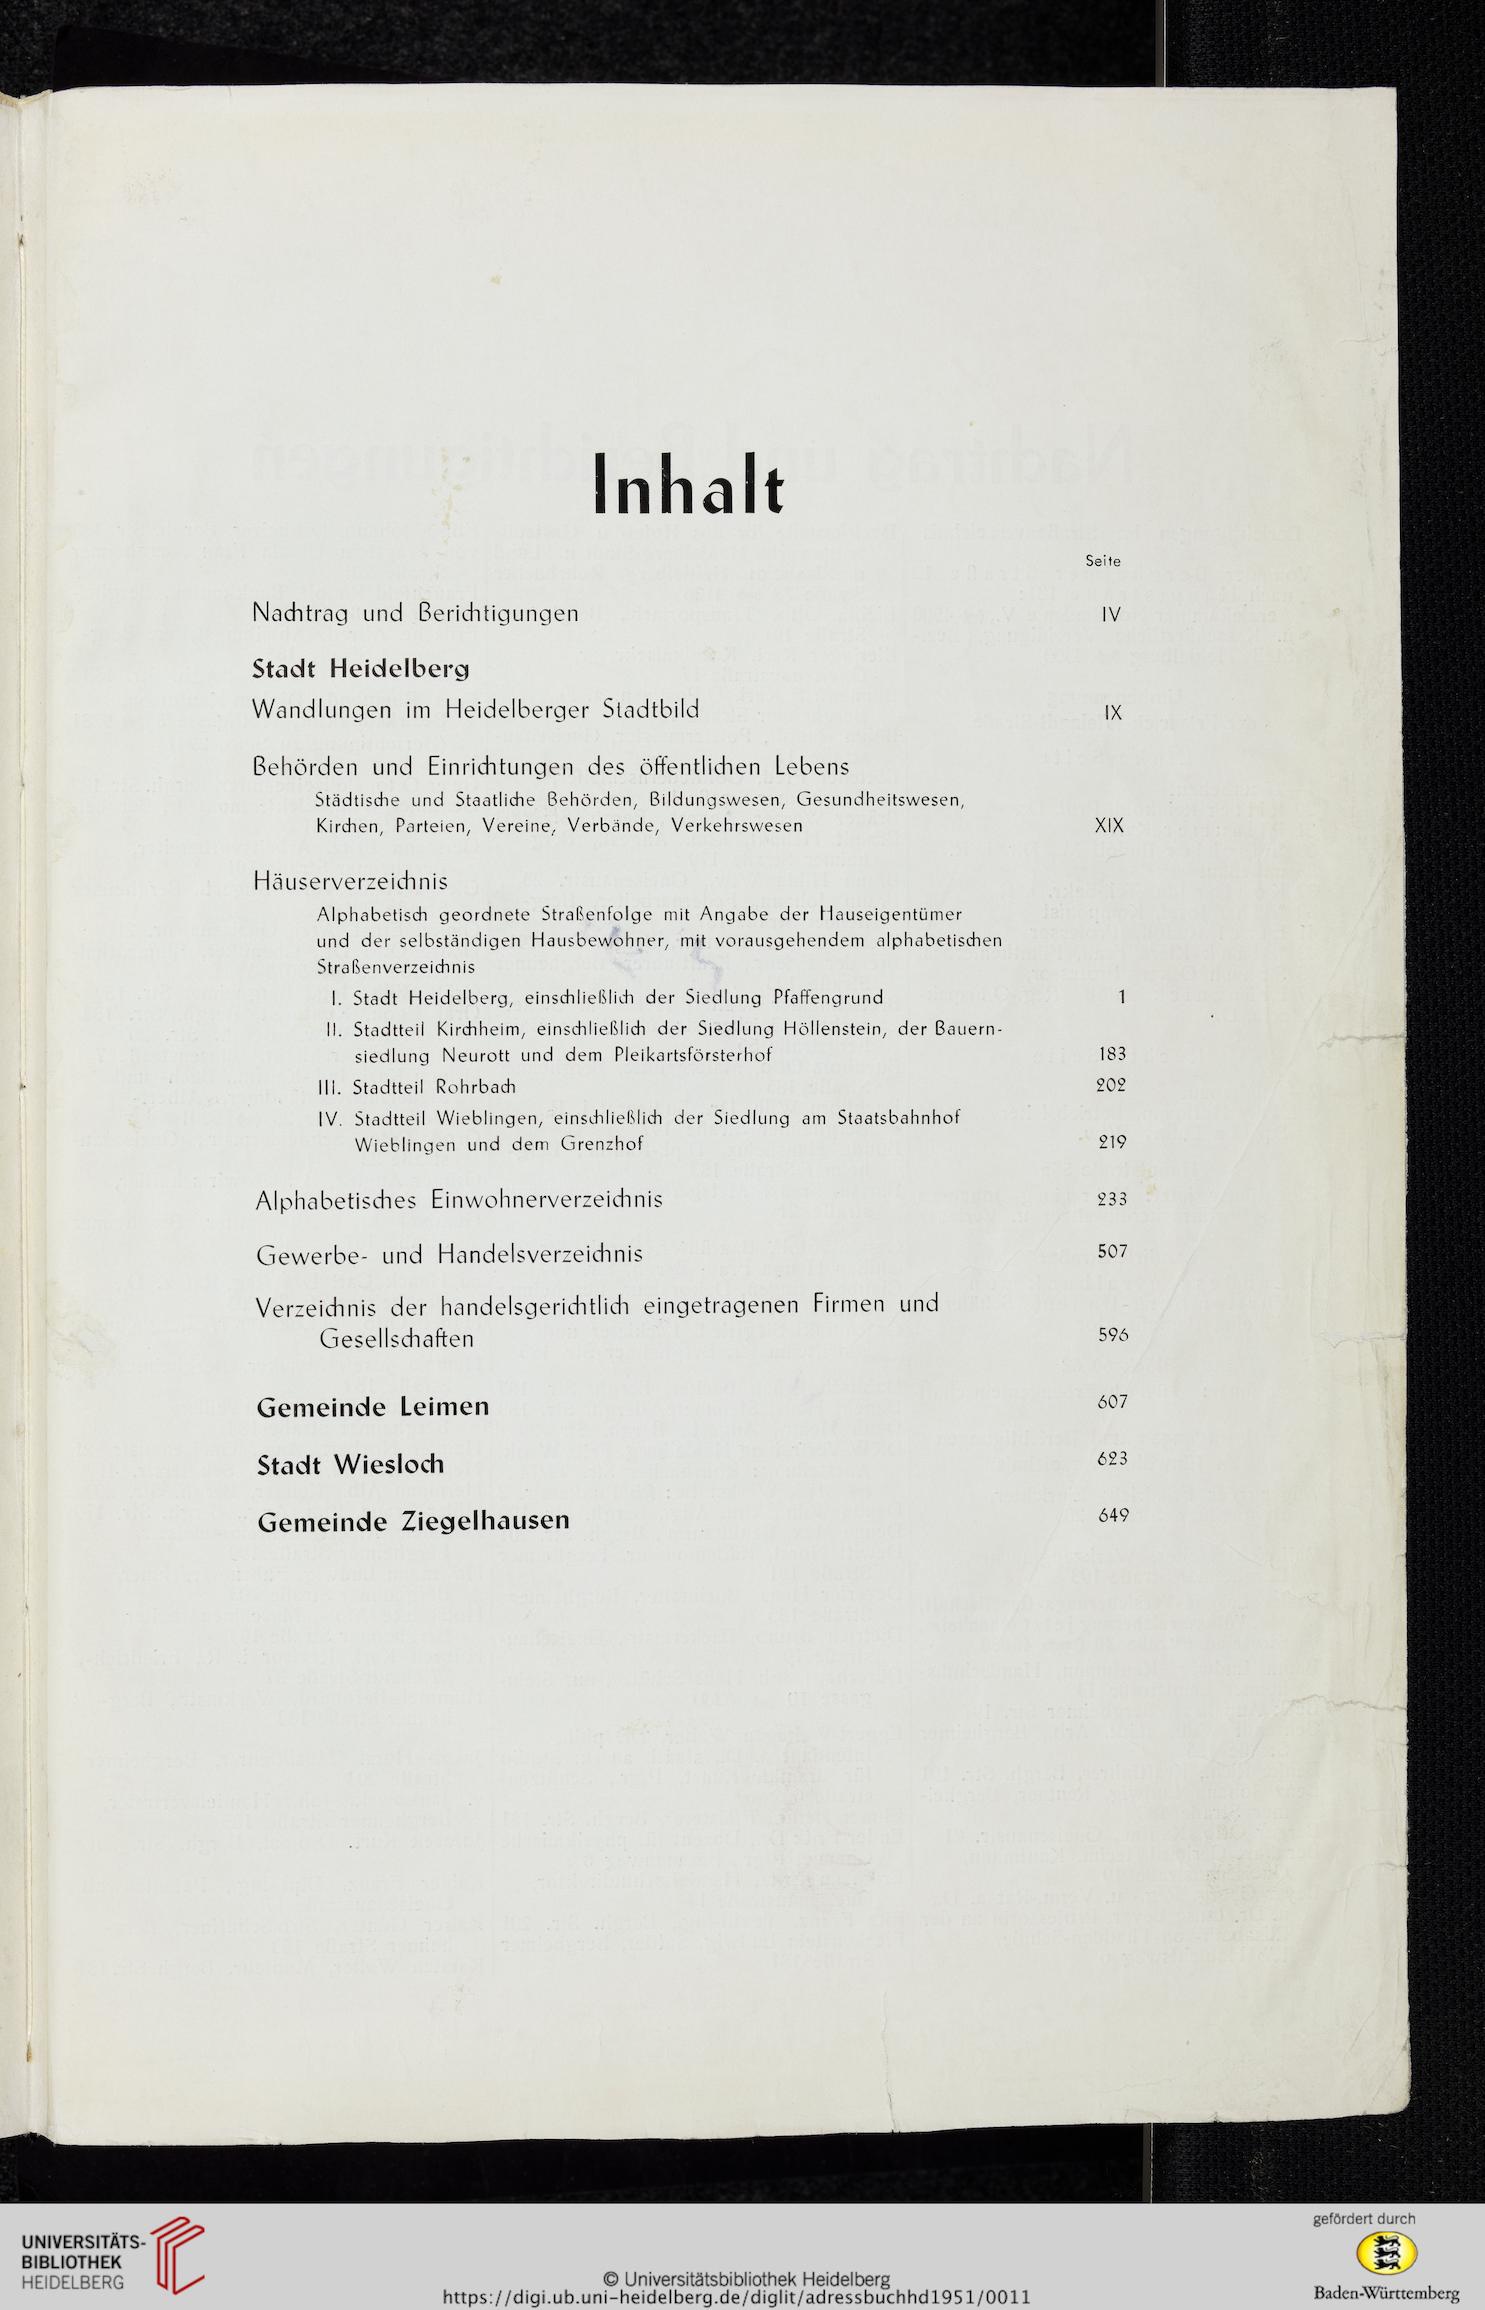 Inhalt
Seite
Nachtrag und Berichtigungen IV
Stadt Heidelberg
Wandlungen im Heidelberger Stadtbild IX
Behörden und Einrichtungen des öffentlichen Lebens
Städtische und Staatliche Behörden, Bildungswesen, Gesundheitswesen,
Kirchen, Parteien, Vereine, Verbände, Verkehrswesen XIX
Häuserverzeichnis
Alphabetisch geordnete Straßenfolge mit Angabe der Hauseigentümer
und der selbständigen Hausbewohner, mit vorausgehendem alphabetischen
Straßenverzeichnis
I. Stadt Heidelberg, einschließlich der Siedlung Pfaffengrund 1
II. Stadtteil Kirchheim, einschließlich der Siedlung Höllenstein, der Bauern-
siedlung Neurott und dem Pleikartsförsterhof 183
III. Stadtteil Rohrbach 202
IV. Stadtteil Wieblingen, einschließlich der Siedlung am Staatsbahnhof
Wieblingen und dem Grenzhof 219
Alphabetisches Einwohnerverzeichnis 233
Gewerbe- und Handelsverzeichnis 507
Verzeichnis der handelsgerichtlich eingetragenen Firmen und
Gesellschaften 596
Gemeinde Leimen 607
Stadt Wiesloch 623
Gemeinde Ziegelhausen 649
UNIVERSITÄTS-
BIBLIOTHEK
HEIDELBERG
© Universitätsbibliothek Heidelberg
https://digi.ub.uni-heidelberg.de/diglit/adressbuchhd1951/0011
gefördert durch
Baden-Württemberg